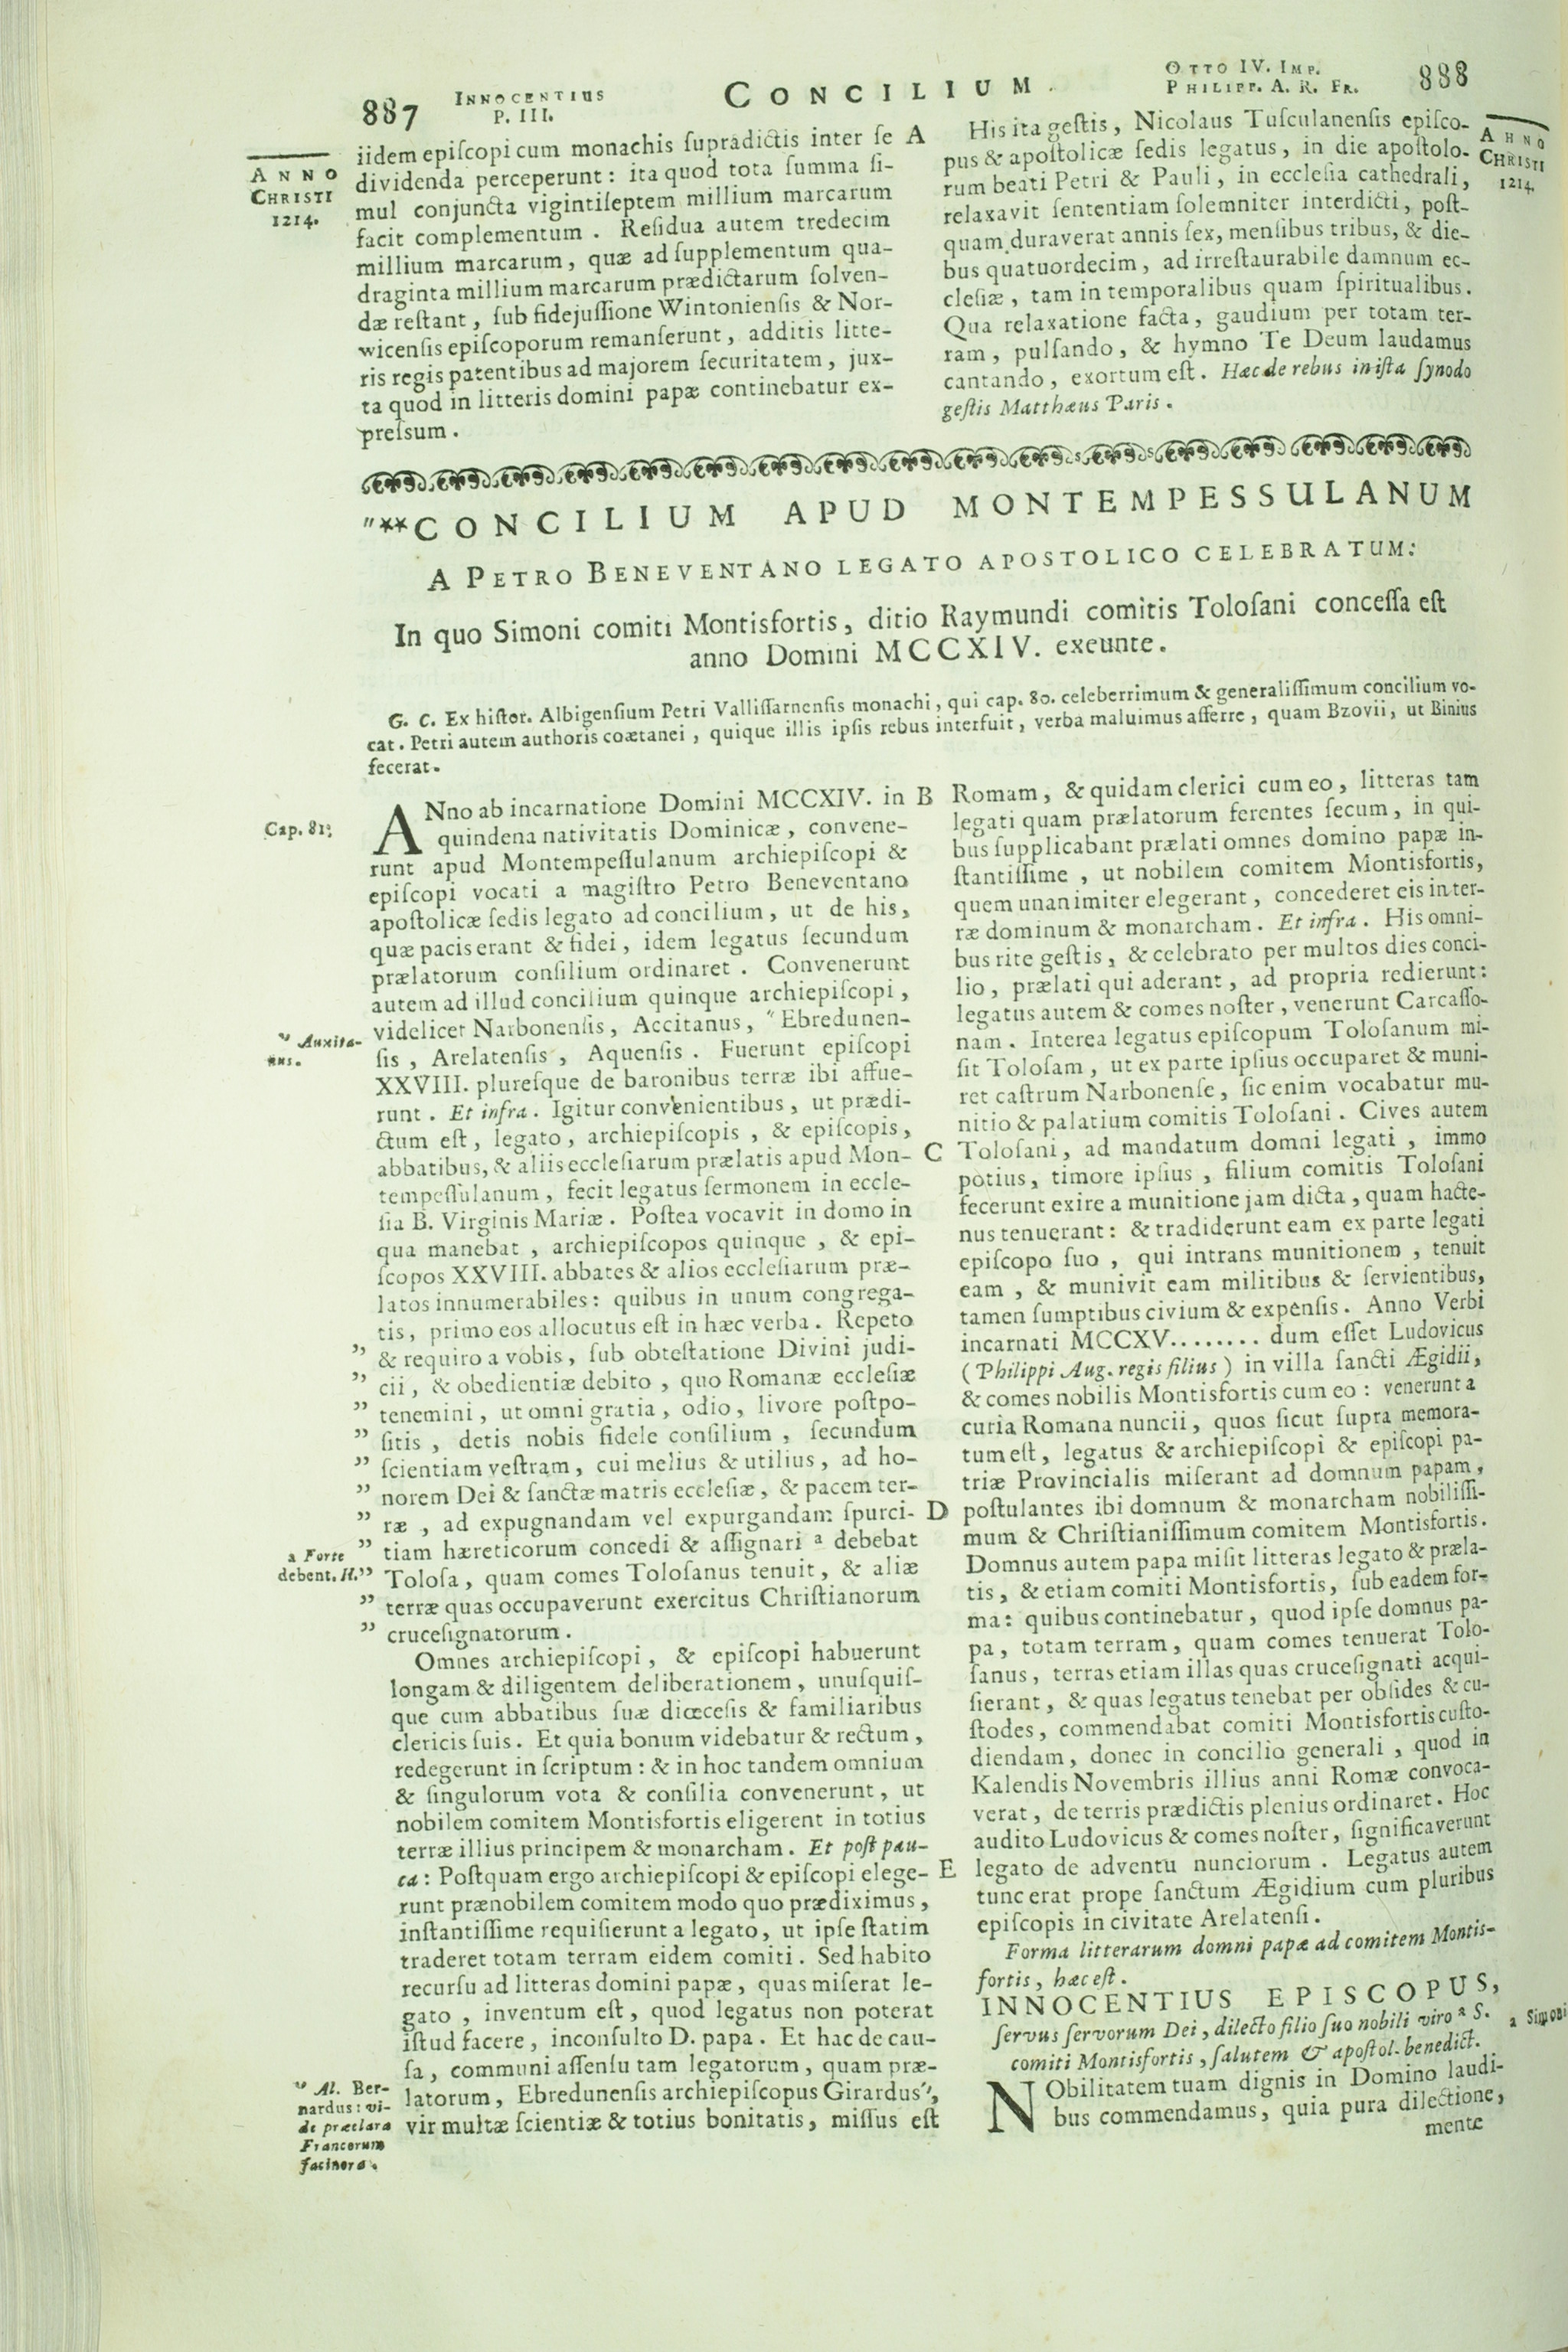 887
INNOCENTIUS
P. III.
CONCILIUM
OTTO IV. IMP.
PHILIPP. A. R. FR.
888
ANNO
CHRISTI
1214.
iidem epiſcopi cum monachis ſupradictis inter ſe A
dividenda perceperunt: ita quod tota ſumma ſi-
mul conjuncta vigintiſeptem millium marcarum
facit complementum. Reſidua autem tredecim
millium marcarum, quæ ad ſupplementum qua-
draginta millium marcarum prædictarum ſolven-
dæ reſtant, ſub fidejuſſione Wintonienſis & Nor-
wicenſis epiſcoporum remanſerunt, additis litte-
ris regis patentibus ad majorem ſecuritatem, jux-
ta quod in litteris domini papæ continebatur ex-
preſsum.
His ita geſtis, Nicolaus Tuſculanenſis epiſco-
pus & apoſtolicæ ſedis legatus, in die apoſtolo-
rum beati Petri & Pauli, in eccleſia cathedrali,
relaxavit ſententiam ſolemniter interdicti, poſt-
quam duraverat annis ſex, menſibus tribus, & die-
bus quatuordecim, ad irreſtaurabile damnum ec-
cleſiæ, tam in temporalibus quam ſpiritualibus.
Qua relaxatione facta, gaudium per totam ter-
ram, pulſando, & hymno Te Deum laudamus
cantando, exortum eſt. Hæc de rebus in iſta ſynodo
geſtis Matthæus Paris.
ANNO
CHRISTI
1214.
"**CONCILIUM APUD MONTEMPESSULANUM
A PETRO BENEVENTANO LEGATO APOSTOLICO CELEBRATUM:
In quo Simoni comiti Montisfortis, ditio Raymundi comitis Toloſani conceſſa eſt
anno Domini MCCXIV. exeunte.
G. C. Ex hiſtor. Albigenſium Petri Valliſſarnenſis monachi, qui cap. 80. celeberrimum & generaliſſimum concilium vo-
cat. Petri autem authoris coætanei, quique illis ipſis rebus interfuit, verba maluimus afferre, quam Bzovii, ut Binius
fecerat.
Cap. 81.
ANno ab incarnatione Domini MCCXIV. in B
quindena nativitatis Dominicæ, convene-
runt apud Montempeſſulanum archiepiſcopi &
epiſcopi vocati a magiſtro Petro Beneventano
apoſtolicæ ſedis legato ad concilium, ut de his,
quæ pacis erant & fidei, idem legatus ſecundum
prælatorum conſilium ordinaret. Convenerunt
autem ad illud concilium quinque archiepiſcopi,
videlicet Narbonenſis, Accitanus, " Ebredunen-
" Auxita-
nus.
ſis, Arelatenſis, Aquenſis. Fuerunt epiſcopi
XXVIII. plureſque de baronibus terræ ibi affue-
runt. Et infra. Igitur convenientibus, ut prædi-
ctum eſt, legato, archiepiſcopis, & epiſcopis,
abbatibus, & aliis eccleſiarum prælatis apud Mon- C
tempeſſulanum, fecit legatus ſermonem in eccle-
ſia B. Virginis Mariæ. Poſtea vocavit in domo in
qua manebat, archiepiſcopos quinque, & epi-
ſcopos XXVIII. abbates & alios eccleſiarum præ-
latos innumerabiles: quibus in unum congrega-
tis, primo eos allocutus eſt in hæc verba. Repeto
" & requiro a vobis, ſub obteſtatione Divini judi-
" cii, & obedientiæ debito, quo Romanæ eccleſiæ
" tenemini, ut omni gratia, odio, livore poſtpo-
" ſitis, detis nobis fidele conſilium, ſecundum
" ſcientiam veſtram, cui melius & utilius, ad ho-
" norem Dei & ſanctæ matris eccleſiæ, & pacem ter-
" ræ, ad expugnandam vel expurgandam ſpurci- D
" tiam hæreticorum concedi & aſſignari a debebat
a Forte
debent. H.
" Toloſa, quam comes Toloſanus tenuit, & aliæ
" terræ quas occupaverunt exercitus Chriſtianorum
" cruceſignatorum.
Omnes archiepiſcopi, & epiſcopi habuerunt
longam & diligentem deliberationem, unuſquiſ-
que cum abbatibus ſuæ diœceſis & familiaribus
clericis ſuis. Et quia bonum videbatur & rectum,
redegerunt in ſcriptum: & in hoc tandem omnium
& ſingulorum vota & conſilia convenerunt, ut
nobilem comitem Montisfortis eligerent in totius
terræ illius principem & monarcham. Et poſt pau-
ca: Poſtquam ergo archiepiſcopi & epiſcopi elege- E
runt prænobilem comitem modo quo prædiximus,
inſtantiſſime requiſierunt a legato, ut ipſe ſtatim
traderet totam terram eidem comiti. Sed habito
recurſu ad litteras domini papæ, quas miſerat le-
gato, inventum eſt, quod legatus non poterat
iſtud facere, inconſulto D. papa. Et hac de cau-
ſa, communi aſſenſu tam legatorum, quam præ-
latorum, Ebredunenſis archiepiſcopus Girardus",
vir multæ ſcientiæ & totius bonitatis, miſſus eſt
" Al. Ber-
nardus: vi-
de præclara
Francorum
facinora.
Romam, & quidam clerici cum eo, litteras tam
legati quam prælatorum ferentes ſecum, in qui-
bus ſupplicabant prælati omnes domino papæ in-
ſtantiſſime, ut nobilem comitem Montisfortis,
quem unanimiter elegerant, concederet eis in ter-
ræ dominum & monarcham. Et infra. His omni-
bus rite geſtis, & celebrato per multos dies conci-
lio, prælati qui aderant, ad propria redierunt:
legatus autem & comes noſter, venerunt Carcaſſo-
nam. Interea legatus epiſcopum Toloſanum mi-
ſit Toloſam, ut ex parte ipſius occuparet & muni-
ret caſtrum Narbonenſe, ſic enim vocabatur mu-
nitio & palatium comitis Toloſani. Cives autem
Toloſani, ad mandatum domni legati, immo
potius, timore ipſius, filium comitis Toloſani
fecerunt exire a munitione jam dicta, quam hacte-
nus tenuerant: & tradiderunt eam ex parte legati
epiſcopo ſuo, qui intrans munitionem, tenuit
eam, & munivit eam militibus & ſervientibus,
tamen ſumptibus civium & expenſis. Anno Verbi
incarnati MCCXV........ dum eſſet Ludovicus
(Philippi Aug. regis filius) in villa ſancti Ægidii,
& comes nobilis Montisfortis cum eo: venerunt a
curia Romana nuncii, quos ſicut ſupra memora-
tum eſt, legatus & archiepiſcopi & epiſcopi pa-
triæ Provincialis miſerant ad domnum papam,
poſtulantes ibi domnum & monarcham nobiliſſi-
mum & Chriſtianiſſimum comitem Montisfortis.
Domnus autem papa miſit litteras legato & præla-
tis, & etiam comiti Montisfortis, ſub eadem for-
ma: quibus continebatur, quod ipſe domnus pa-
pa, totam terram, quam comes tenuerat Tolo-
ſanus, terras etiam illas quas cruceſignati acqui-
ſierant, & quas legatus tenebat per obſides & cu-
ſtodes, commendabat comiti Montisfortis cuſto-
diendam, donec in concilio generali, quod in
Kalendis Novembris illius anni Romæ convoca-
verat, de terris prædictis plenius ordinaret. Hoc
audito Ludovicus & comes noſter, ſignificaverunt
legato de adventu nunciorum. Legatus autem
tunc erat prope ſanctum Ægidium cum pluribus
epiſcopis in civitate Arelatenſi.
Forma litterarum domni papæ ad comitem Montis-
fortis, hæc eſt.
INNOCENTIUS EPISCOPUS,
ſervus ſervorum Dei, dilecto filio ſuo nobili viro a S.
a Simoni
comiti Montisfortis, ſalutem & apoſtol. benedict.
NObilitatem tuam dignis in Domino laudi-
bus commendamus, quia pura dilectione,
mente